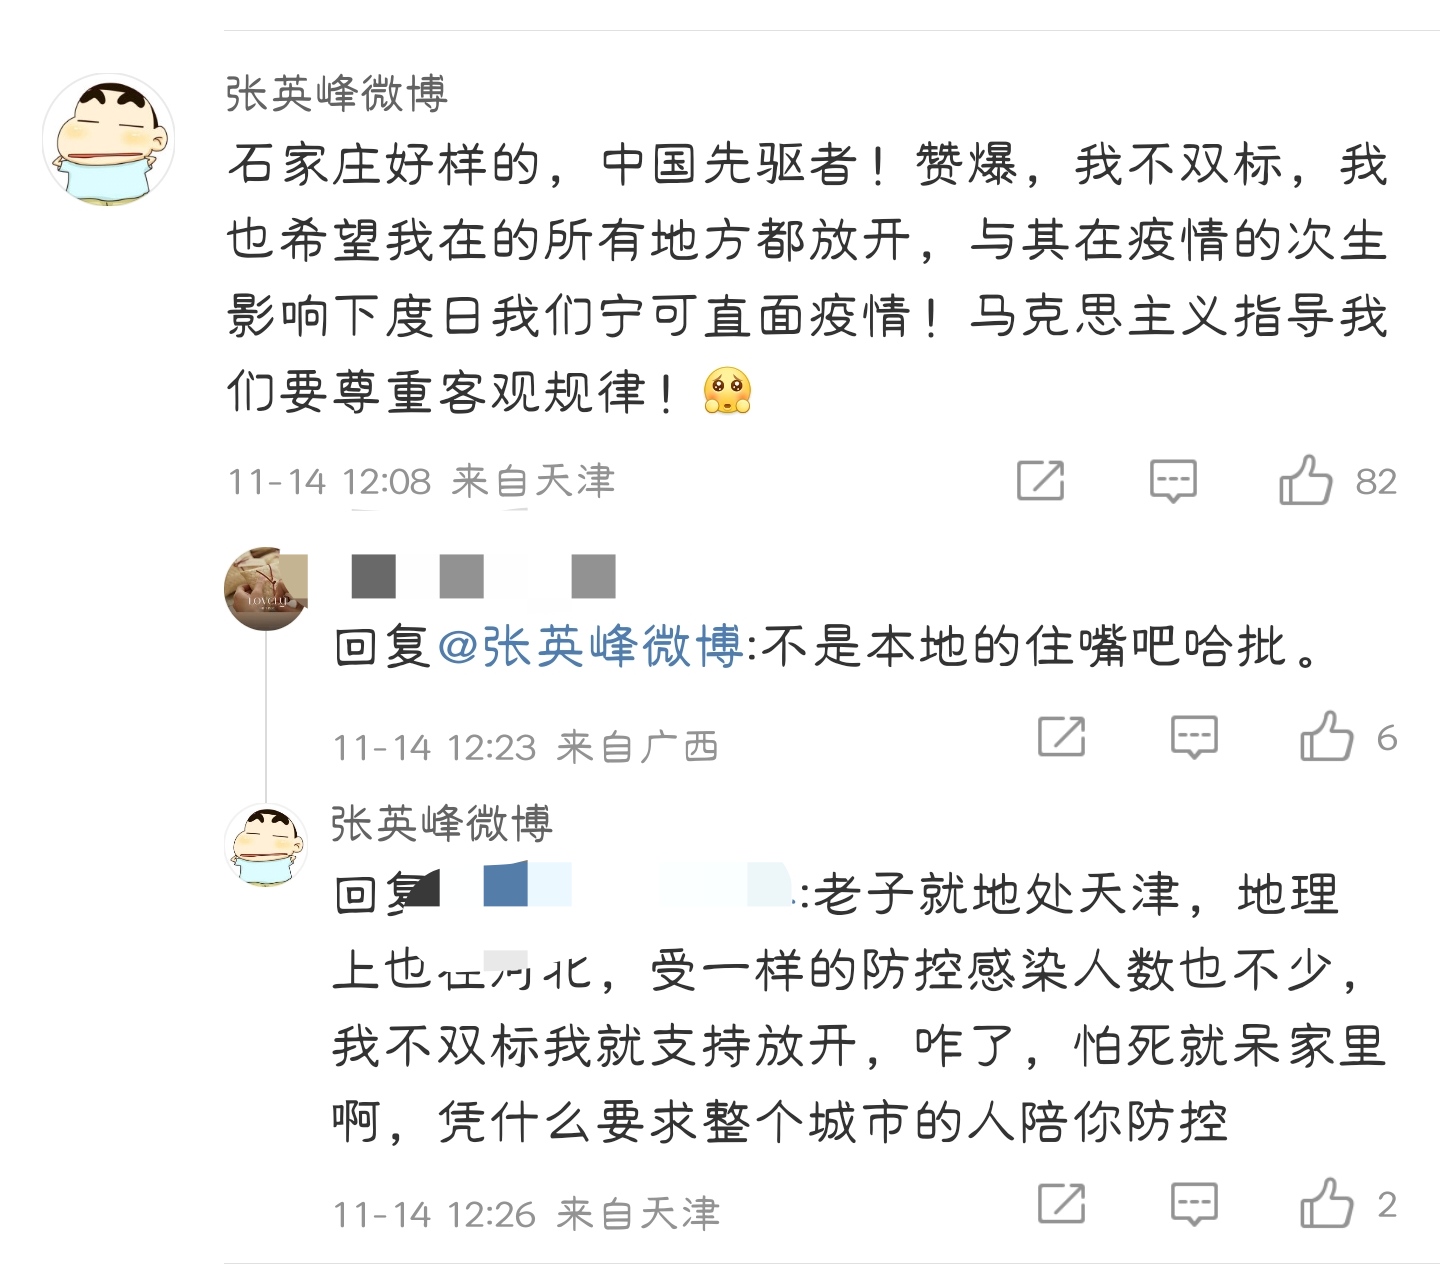 张英峰微博
石家庄好样的，中国先驱者！赞爆，我不双标，我
也希望我在的所有地方都放开，与其在疫情的次生
影响下度日我们宁可直面疫情！马克思主义指导我
们要尊重客观规律！
11-14 12:08 来自天津
82
LOVELY
回复@张英峰微博:不是本地的住嘴吧哈批。
11-14 12:23 来自广西
6
张英峰微博
回复 :老子就地处天津，地理
上也在河北，受一样的防控感染人数也不少，
我不双标我就支持放开，咋了，怕死就呆家里
啊，凭什么要求整个城市的人陪你防控
11-14 12:26 来自天津
2